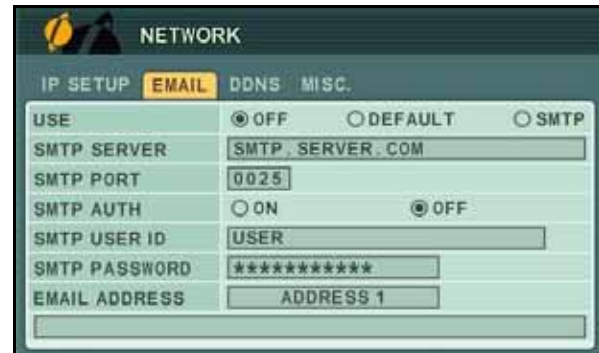 NETWORK
IP SETUP EMAIL DDNS MISC.
USE OFF DEFAULT SMTP
SMTP SERVER SMTP.SERVER.COM
SMTP PORT 0025
SMTP AUTH ON OFF
SMTP USER ID USER
SMTP PASSWORD ***********
EMAIL ADDRESS ADDRESS 1